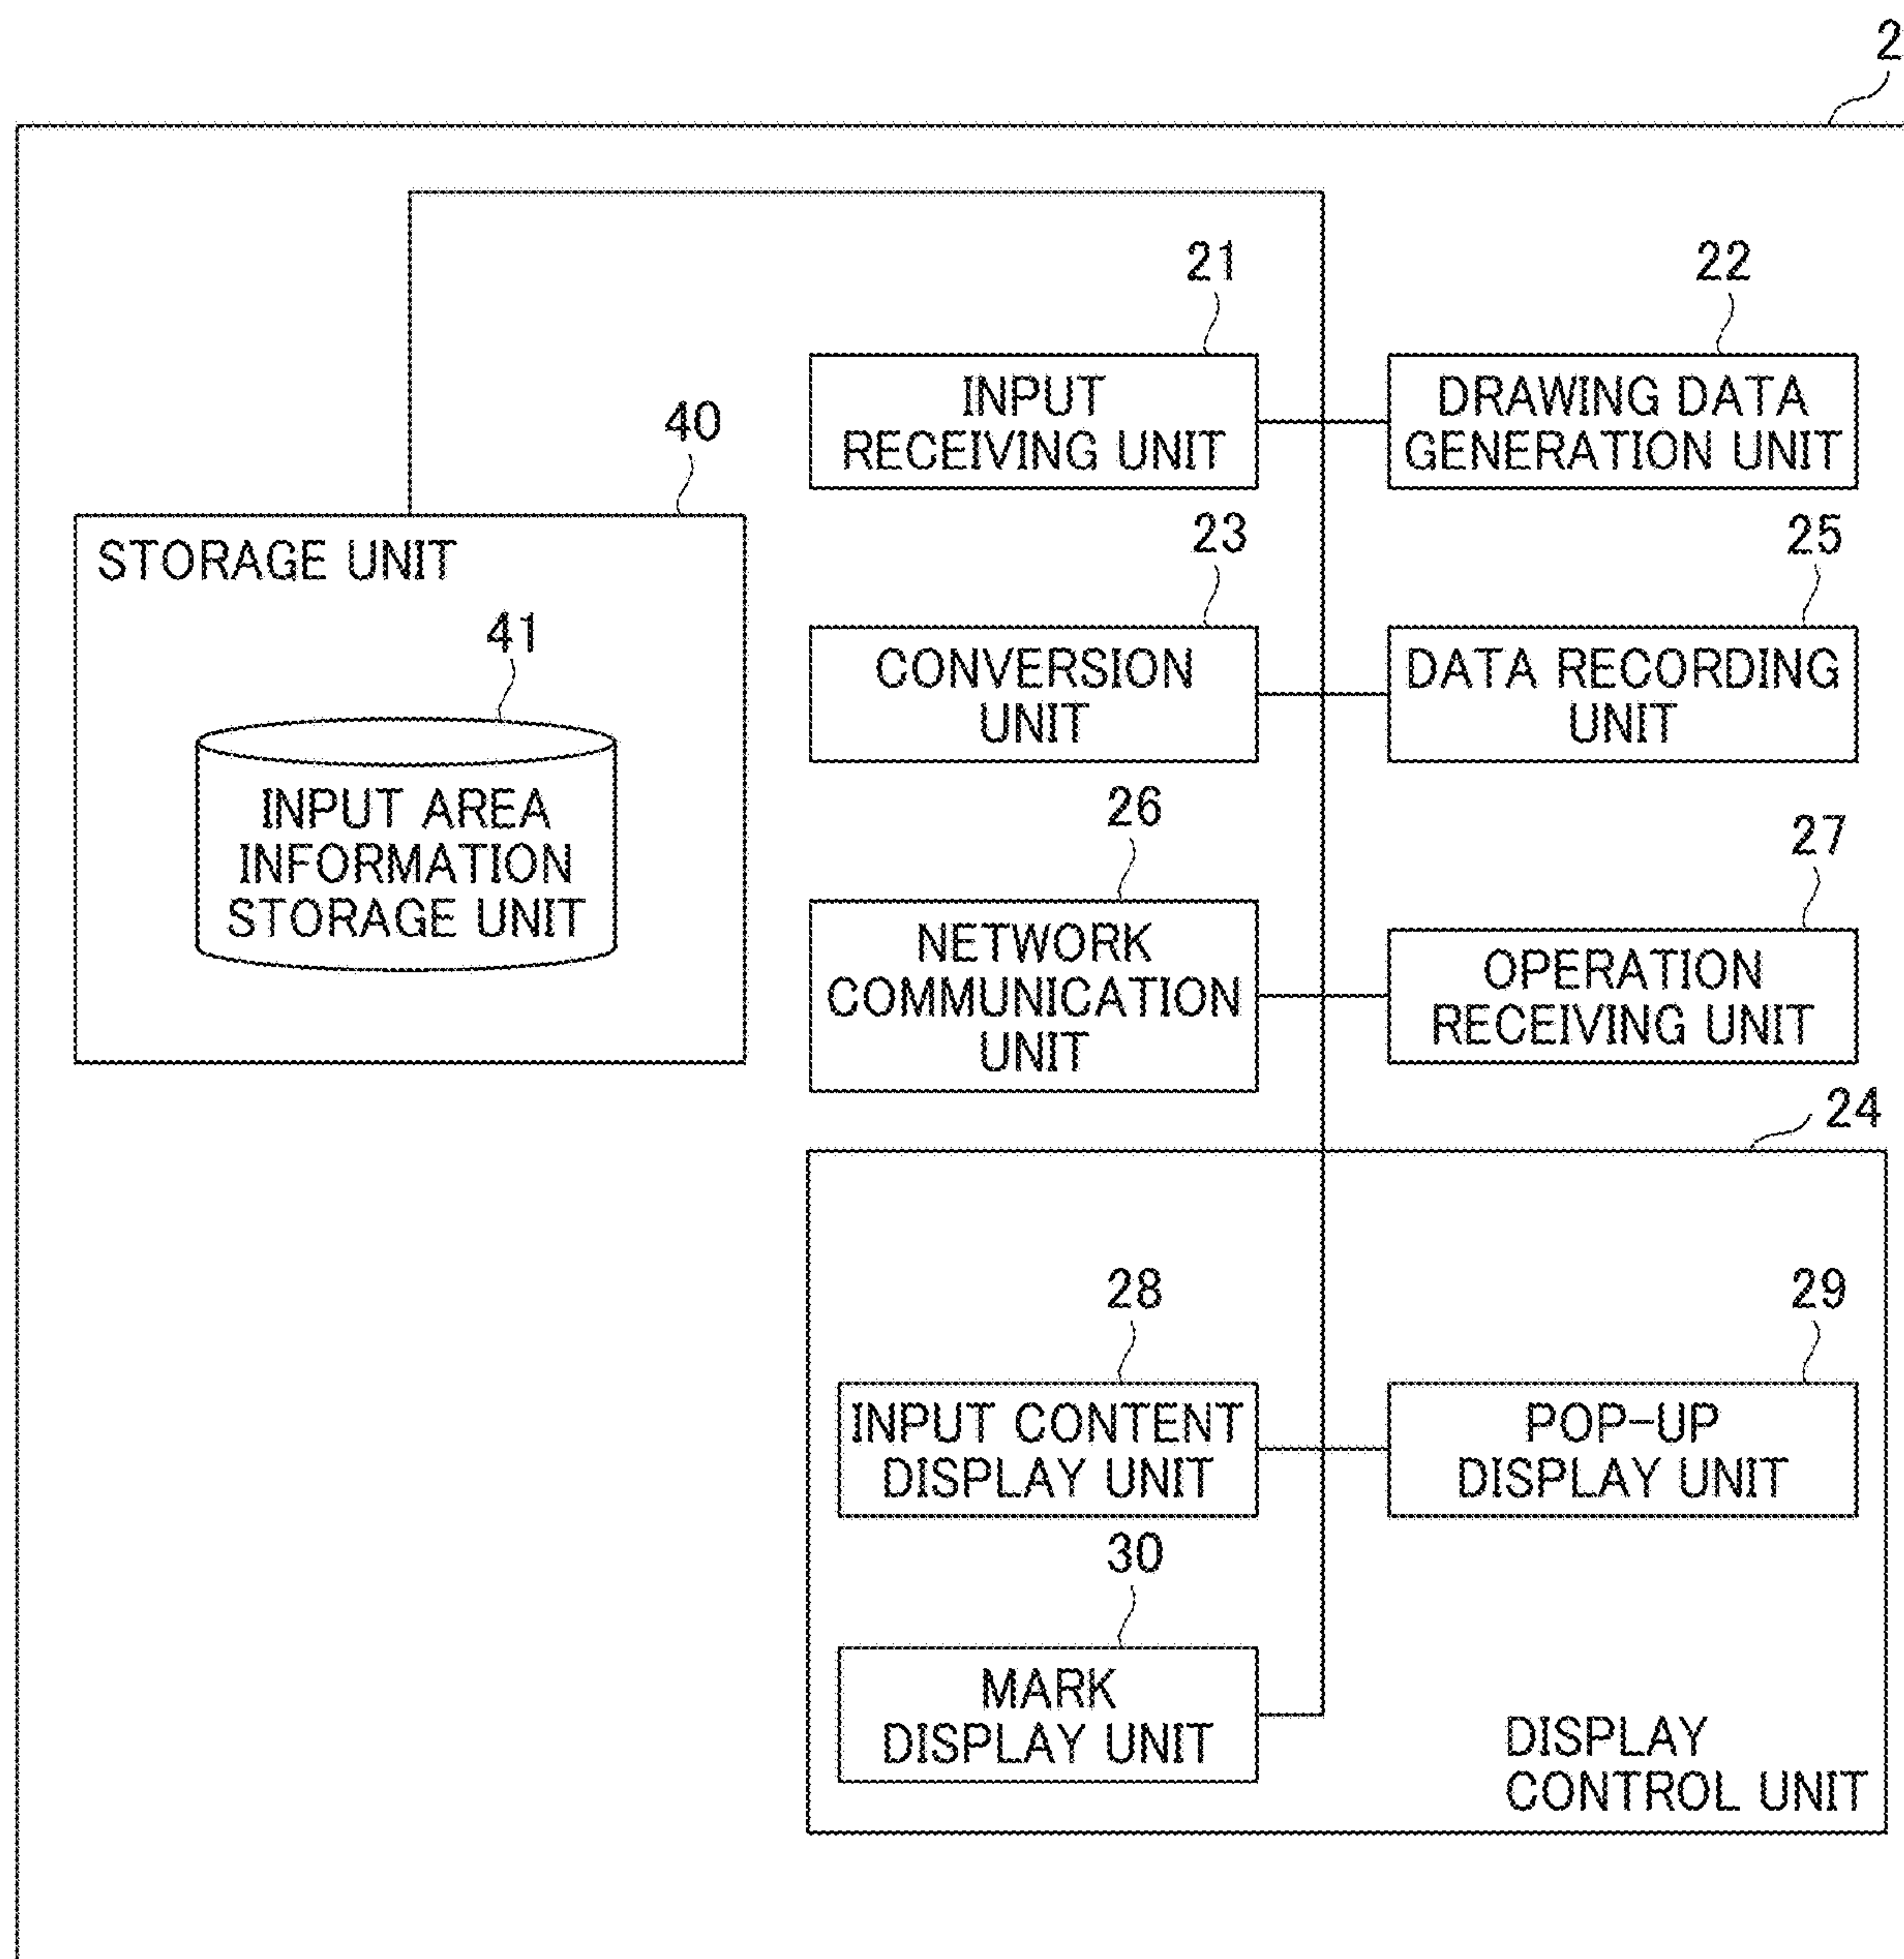 2
21
INPUT
RECEIVING UNIT
22
DRAWING DATA
GENERATION UNIT
40
STORAGE UNIT
41
INPUT AREA
INFORMATION
STORAGE UNIT
23
CONVERSION
UNIT
25
DATA RECORDING
UNIT
26
NETWORK
COMMUNICATION
UNIT
27
OPERATION
RECEIVING UNIT
24
28
INPUT CONTENT
DISPLAY UNIT
29
POP-UP
DISPLAY UNIT
30
MARK
DISPLAY UNIT
DISPLAY
CONTROL UNIT